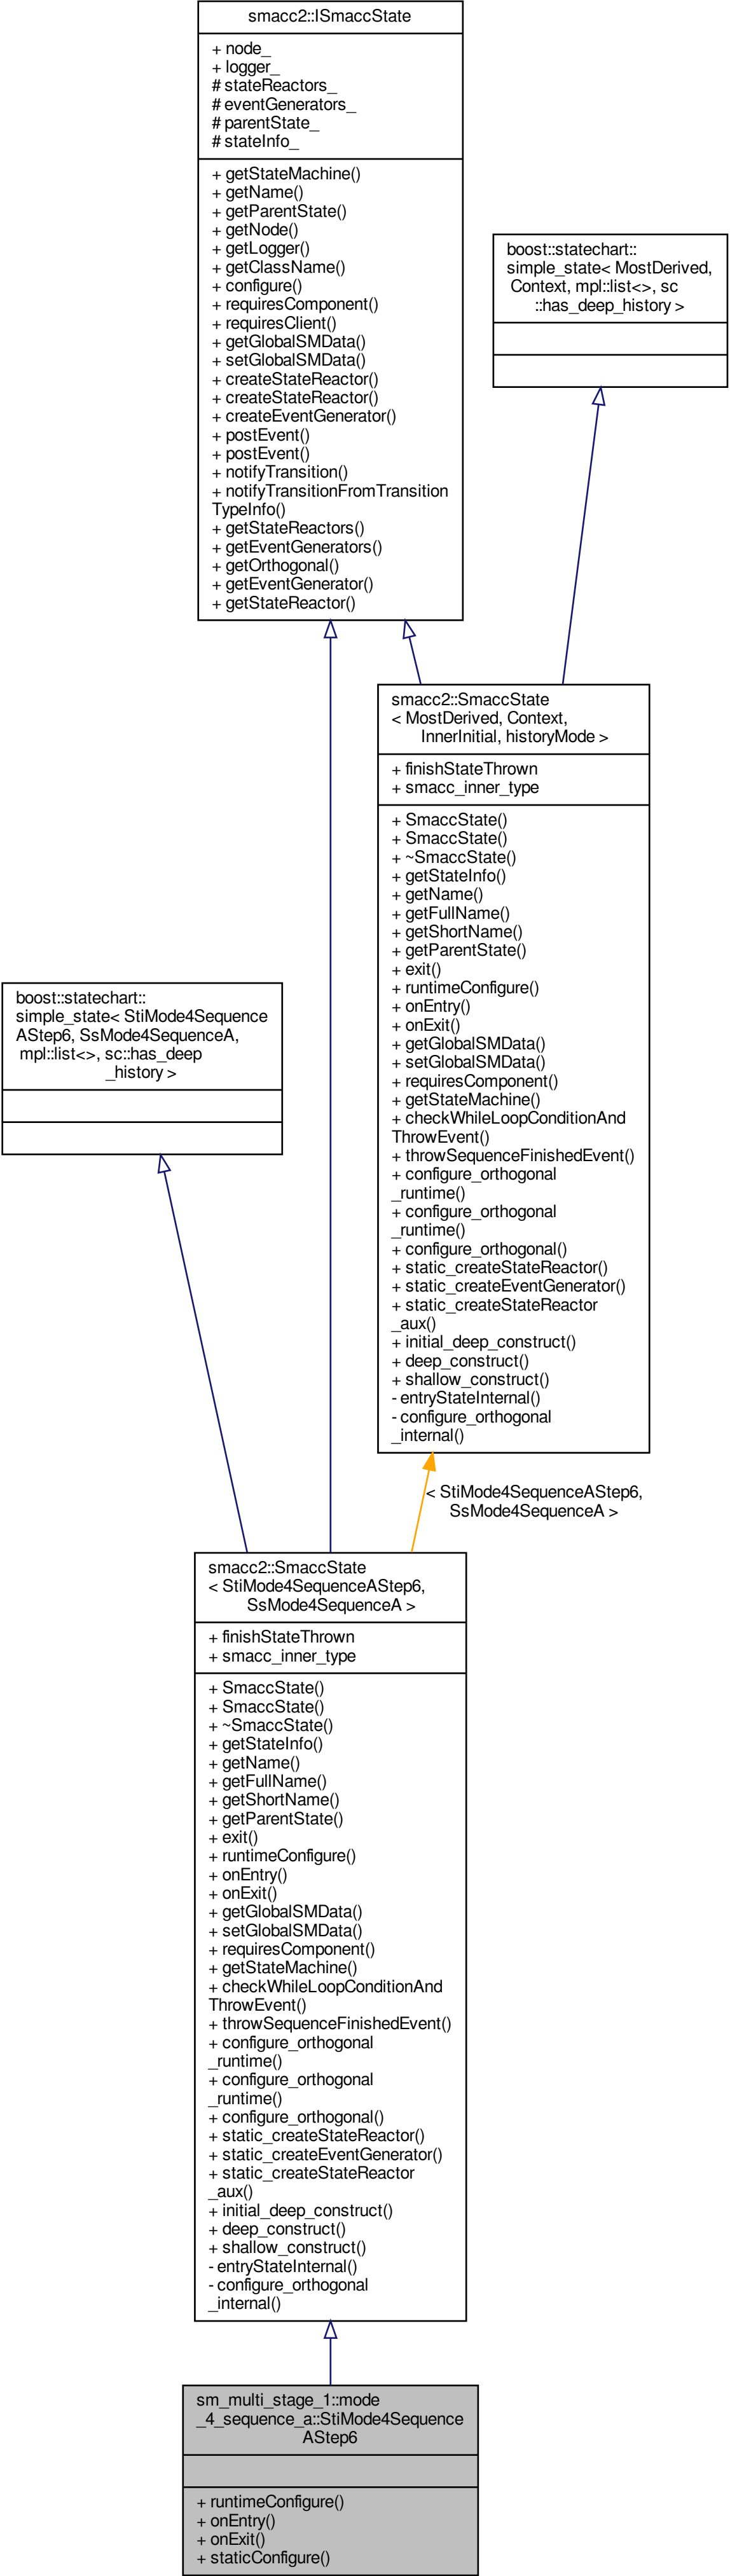 smacc2::ISmaccState
+ node_
+ logger_
# stateReactors_
# eventGenerators_
# parentState_
# stateInfo_
+ getStateMachine()
+ getName()
+ getParentState()
+ getNode()
+ getLogger()
+ getClassName()
+ configure()
+ requiresComponent()
+ requiresClient()
+ getGlobalSMData()
+ setGlobalSMData()
+ createStateReactor()
+ createStateReactor()
+ createEventGenerator()
+ postEvent()
+ postEvent()
+ notifyTransition()
+ notifyTransitionFromTransition
TypeInfo()
+ getStateReactors()
+ getEventGenerators()
+ getOrthogonal()
+ getEventGenerator()
+ getStateReactor()
boost::statechart::
simple_state< MostDerived,
Context, mpl::list<>, sc
::has_deep_history >
smacc2::SmaccState
< MostDerived, Context,
InnerInitial, historyMode >
+ finishStateThrown
+ smacc_inner_type
+ SmaccState()
+ SmaccState()
+ ~SmaccState()
+ getStateInfo()
+ getName()
+ getFullName()
+ getShortName()
+ getParentState()
+ exit()
+ runtimeConfigure()
+ onEntry()
+ onExit()
+ getGlobalSMData()
+ setGlobalSMData()
+ requiresComponent()
+ getStateMachine()
+ checkWhileLoopConditionAnd
ThrowEvent()
+ throwSequenceFinishedEvent()
+ configure_orthogonal
_runtime()
+ configure_orthogonal
_runtime()
+ configure_orthogonal()
+ static_createStateReactor()
+ static_createEventGenerator()
+ static_createStateReactor
_aux()
+ initial_deep_construct()
+ deep_construct()
+ shallow_construct()
- entryStateInternal()
- configure_orthogonal
_internal()
boost::statechart::
simple_state< StiMode4Sequence
AStep6, SsMode4SequenceA,
mpl::list<>, sc::has_deep
_history >
< StiMode4SequenceAStep6,
SsMode4SequenceA >
smacc2::SmaccState
< StiMode4SequenceAStep6,
SsMode4SequenceA >
+ finishStateThrown
+ smacc_inner_type
+ SmaccState()
+ SmaccState()
+ ~SmaccState()
+ getStateInfo()
+ getName()
+ getFullName()
+ getShortName()
+ getParentState()
+ exit()
+ runtimeConfigure()
+ onEntry()
+ onExit()
+ getGlobalSMData()
+ setGlobalSMData()
+ requiresComponent()
+ getStateMachine()
+ checkWhileLoopConditionAnd
ThrowEvent()
+ throwSequenceFinishedEvent()
+ configure_orthogonal
_runtime()
+ configure_orthogonal
_runtime()
+ configure_orthogonal()
+ static_createStateReactor()
+ static_createEventGenerator()
+ static_createStateReactor
_aux()
+ initial_deep_construct()
+ deep_construct()
+ shallow_construct()
- entryStateInternal()
- configure_orthogonal
_internal()
sm_multi_stage_1::mode
_4_sequence_a::StiMode4Sequence
AStep6
+ runtimeConfigure()
+ onEntry()
+ onExit()
+ staticConfigure()